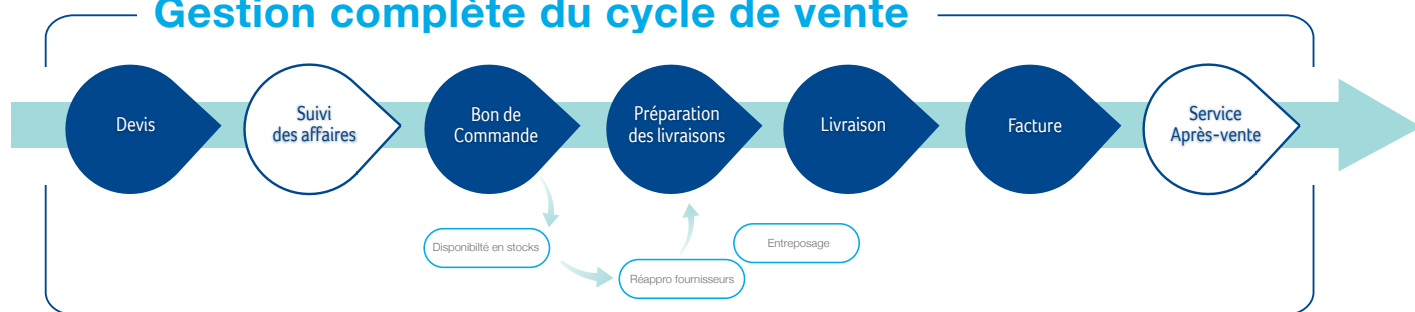 Gestion complète du cycle de vente
Devis
Suivi
des affaires
Bon de
Commande
Préparation
des livraisons
Livraison
Facture
Service
Après-vente
Disponibilté en stocks
Réappro fournisseurs
Entreposage